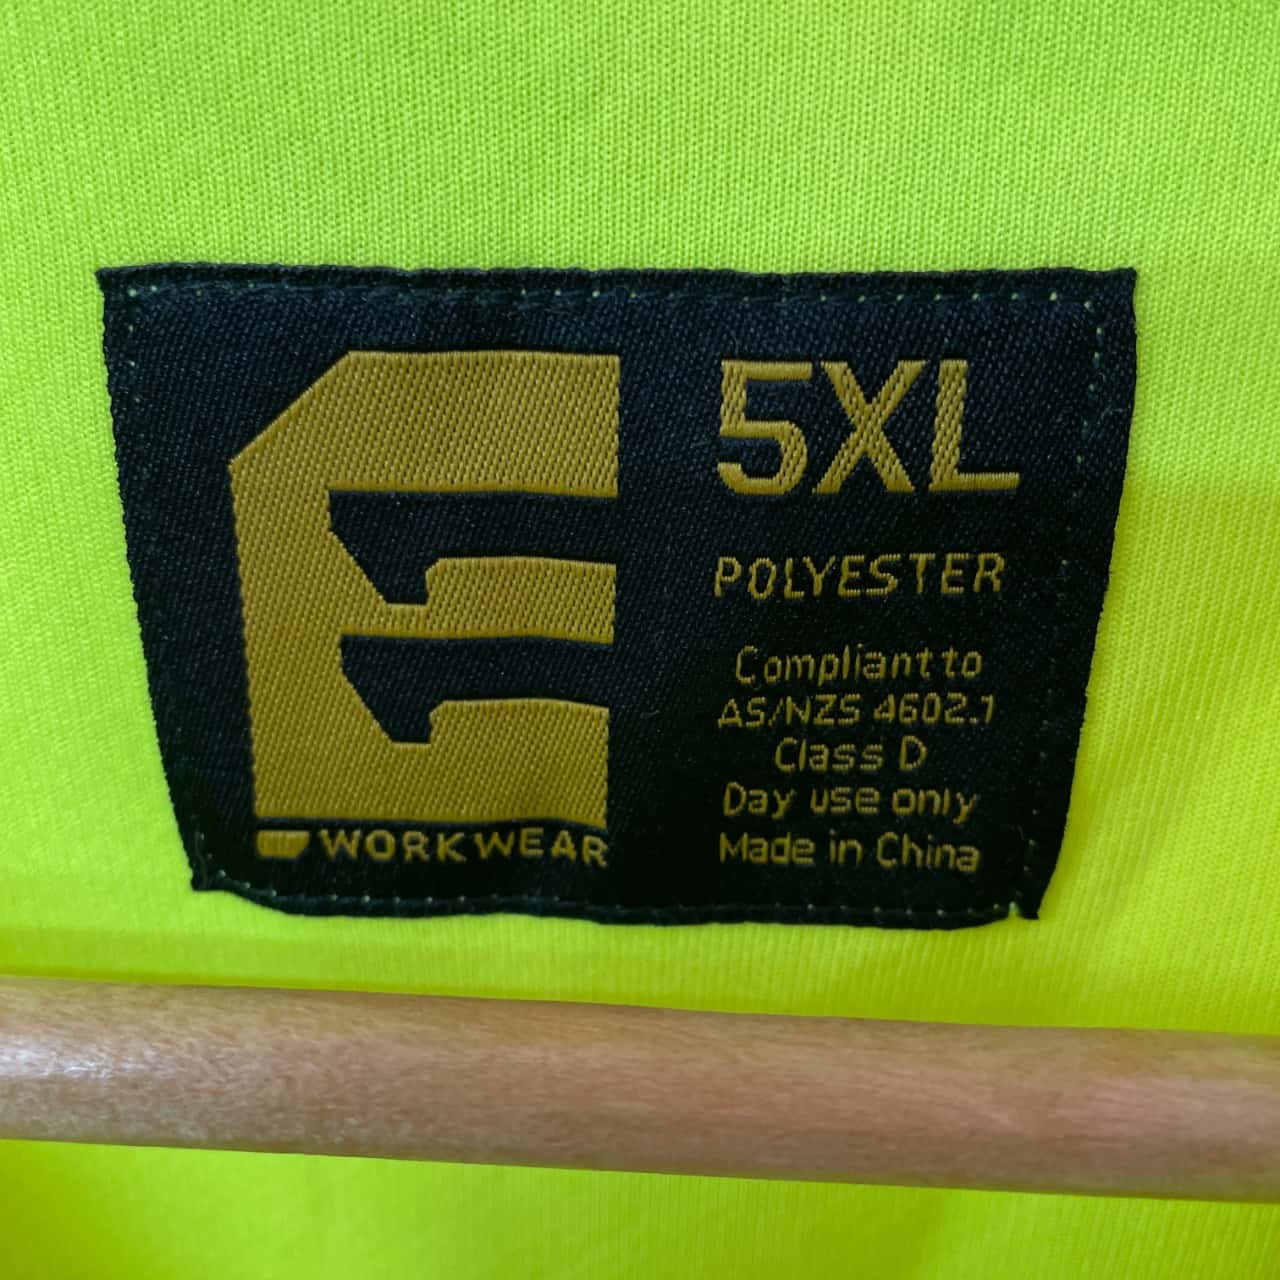 5XL
POLYESTER
Compliant to
AS/NZS 4602.1
Class D
Day use only
Made in China
WORKWEAR